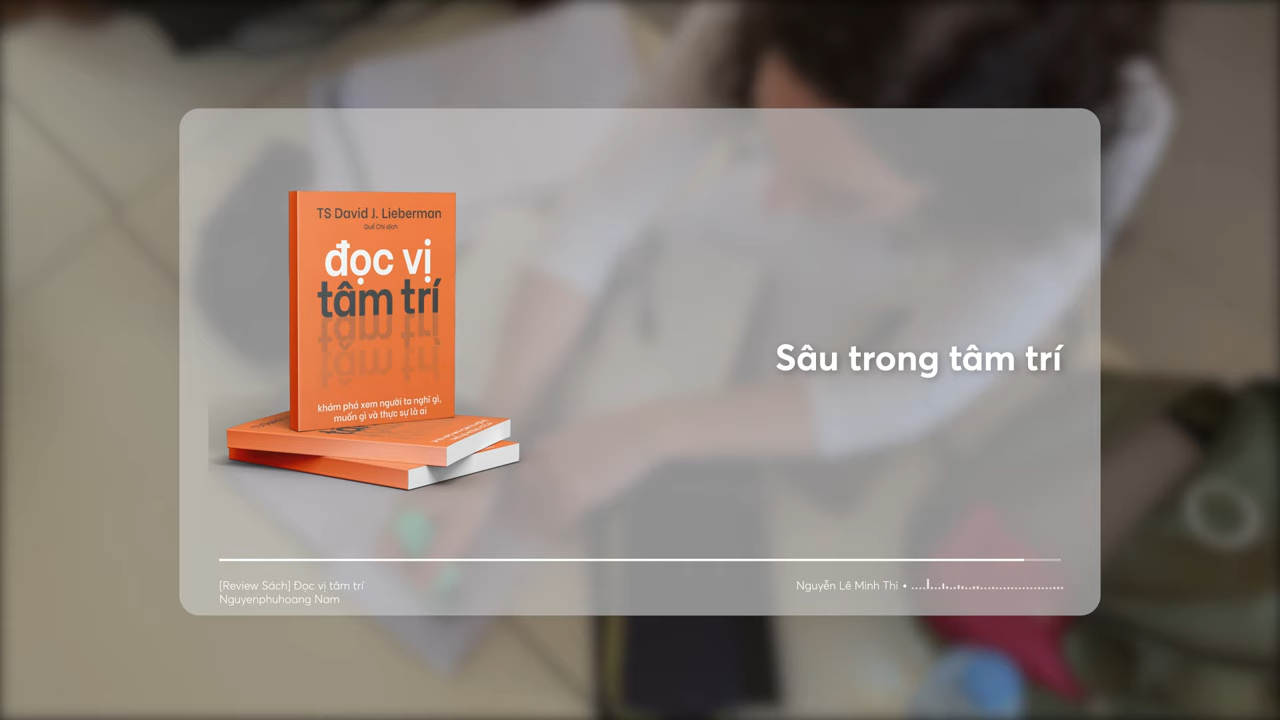 TS David J. Lieberman
Quế Chi dịch
đọc vị
tâm trí
khám phá xem người ta nghĩ gì,
muốn gì và thực sự là ai
Sâu trong tâm trí
[Review Sách] Đọc vị tâm trí
Nguyenphuhoang Nam
Nguyễn Lê Minh Thi •